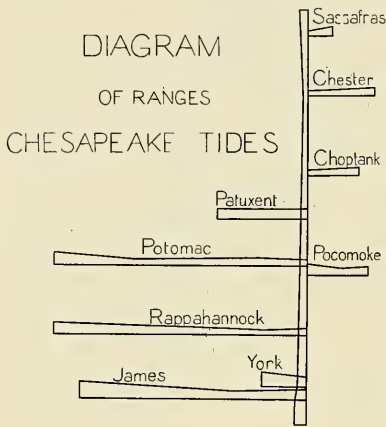 DIAGRAM
OF RANGES
CHESAPEAKE TIDES
Sassafras
Chester
Choptank
Patuxent
Potomac
Pocomoke
Rappahannock
York
James